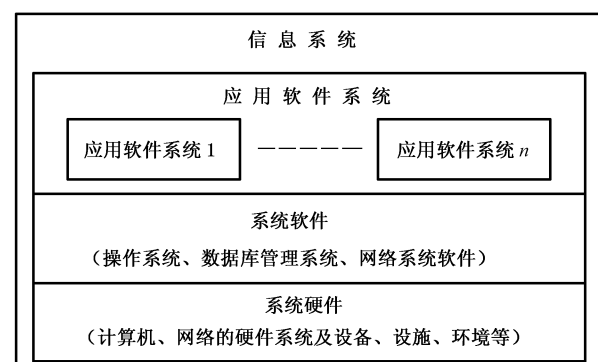 信息系统
应用软件系统
应用软件系统1 ————— 应用软件系统n
系统软件
（操作系统、数据库管理系统、网络系统软件）
系统硬件
（计算机、网络的硬件系统及设备、设施、环境等）